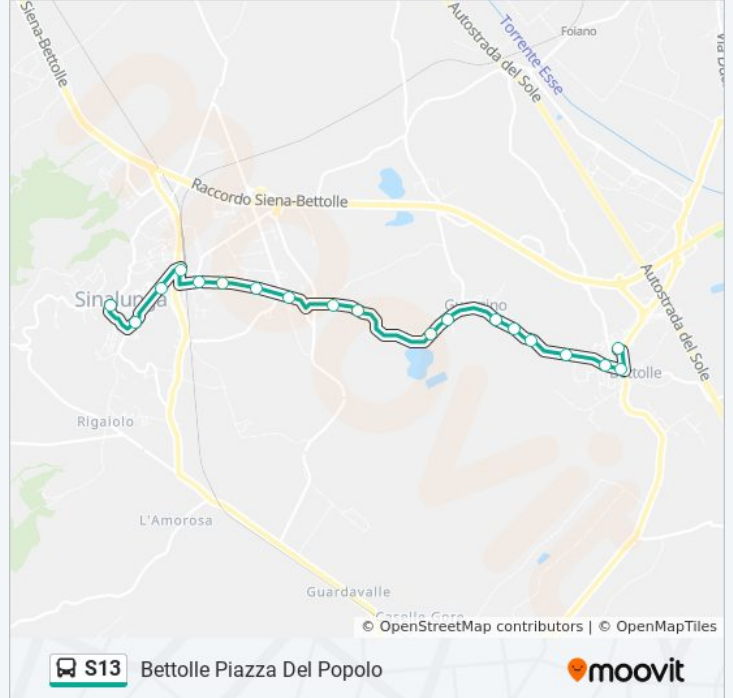 Siena-Bettolle
Autostrada del Sole
Torrente Esse
Foiano
Raccordo Siena-Bettolle
Sinalunga
Autostrada del Sole
Bettolle
Rigaiolo
L'Amorosa
Guardavalle
© OpenStreetMap contributors | © OpenMapTiles
S13 Bettolle Piazza Del Popolo
moovit